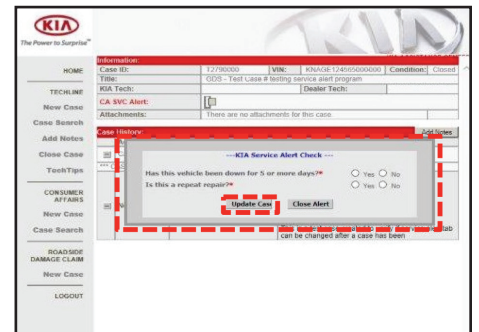 KIA
The Power to Surprise™
HOME
TECHLINE
New Case
Case Search
Add Notes
Close Case
TechTips
CONSUMER AFFAIRS
New Case
Case Search
ROADSIDE DAMAGE CLAIM
New Case
LOGOUT
Information:
Case ID: 12790000 VIN: KNAGE124565000000 Condition: Closed
Title: GDS - Test Case # testing service alert program
KIA Tech: Dealer Tech:
CA SVC Alert:
Attachments: There are no attachments for this case.
Case History: Add Notes
---KIA Service Alert Check ---
Has this vehicle been down for 5 or more days?* Yes No
Is this a repeat repair?* Yes No
Update Case Close Alert
tab
can be changed after a case has been